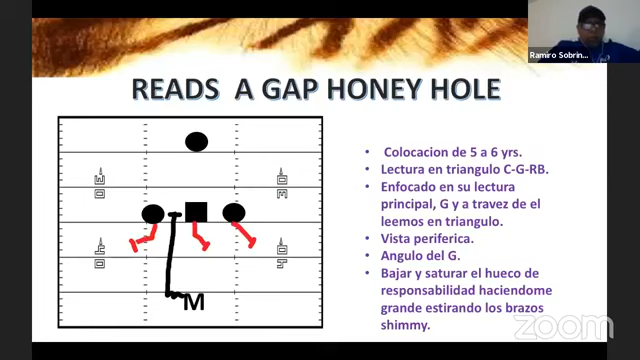 Ramiro Sobrin...
READS A GAP HONEY HOLE
Colocacion de 5 a 6 yrs.
Lectura en triangulo C-G-RB.
Enfocado en su lectura
principal, G y a travez de el
leemos en triangulo.
Vista periferica.
Angulo del G.
Bajar y saturar el hueco de
responsabilidad haciendome
grande estirando los brazos
shimmy.
M
zoom